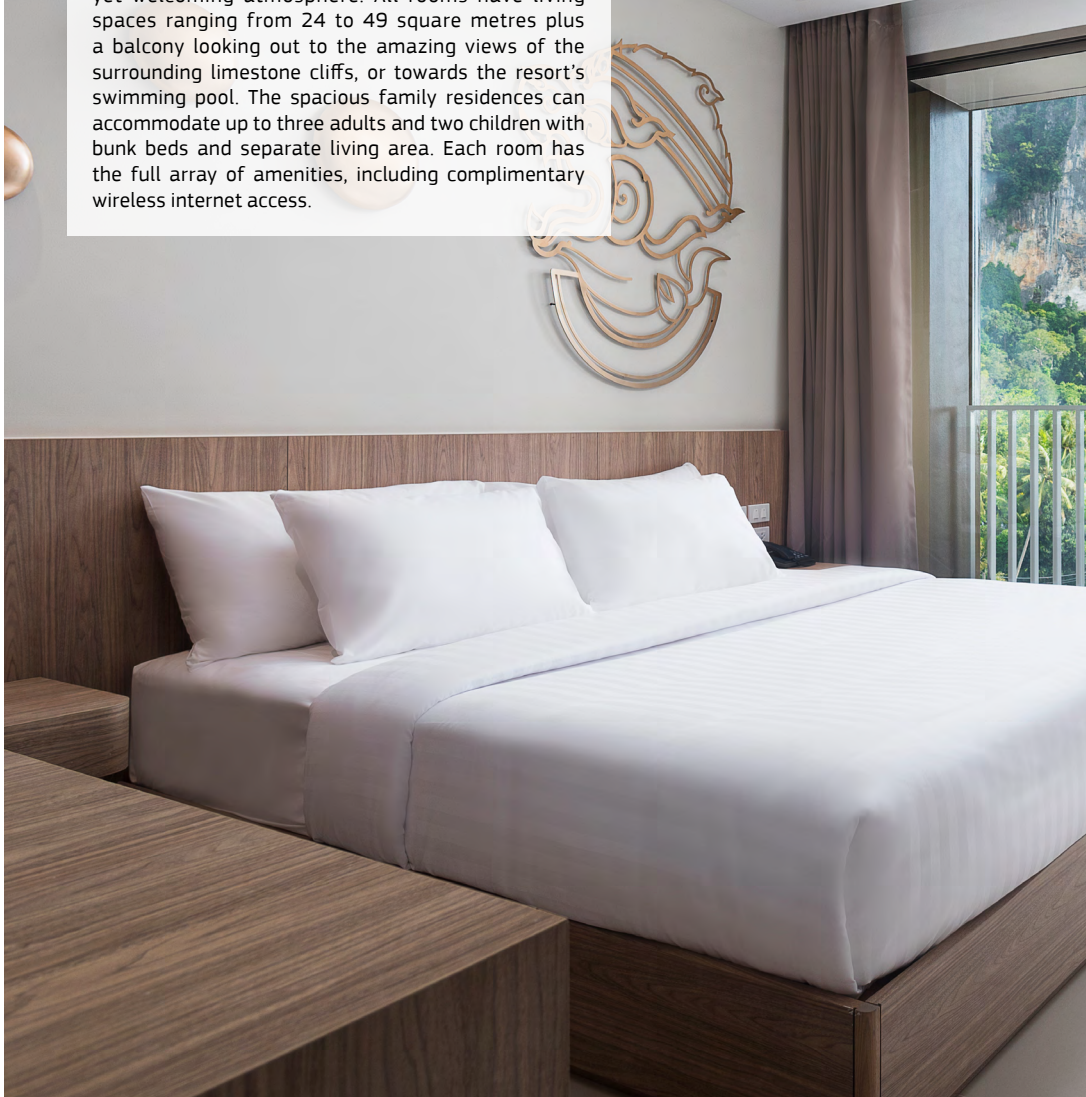 yet welcoming atmosphere. All rooms have living
spaces ranging from 24 to 49 square metres plus
a balcony looking out to the amazing views of the
surrounding limestone cliffs, or towards the resort's
swimming pool. The spacious family residences can
accommodate up to three adults and two children with
bunk beds and separate living area. Each room has
the full array of amenities, including complimentary
wireless internet access.